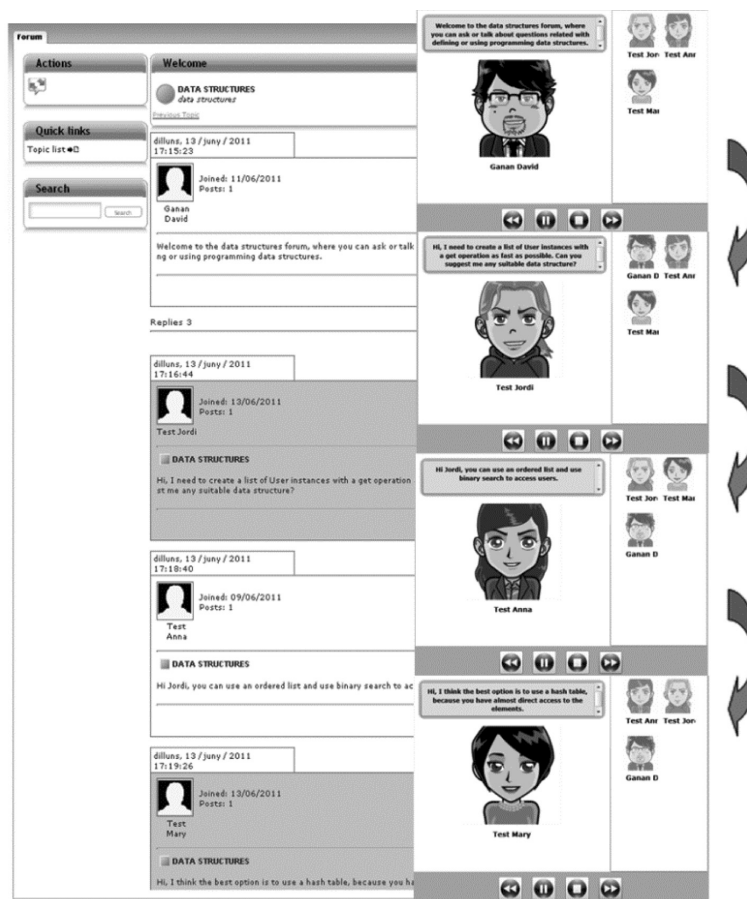 Forum
Actions
Quick links
Topic list
Search
Search
Welcome
DATA STRUCTURES
data structures
Previous Topic
dilluns, 13 / juny / 2011
17:15:23
Joined: 11/06/2011
Posts: 1
Ganan
David
Welcome to the data structures forum, where you can ask or talk
ng or using programming data structures.
Replies 3
dilluns, 13 / juny / 2011
17:16:44
Joined: 13/06/2011
Posts: 1
Test Jordi
DATA STRUCTURES
Hi, I need to create a list of User instances with a get operation
st me any suitable data structure?
dilluns, 13 / juny / 2011
17:18:40
Joined: 09/06/2011
Posts: 1
Test
Anna
DATA STRUCTURES
Hi Jordi, you can use an ordered list and use binary search to ac
dilluns, 13 / juny / 2011
17:19:26
Joined: 13/06/2011
Posts: 1
Test
Mary
DATA STRUCTURES
Hi, I think the best option is to use a hash table, because you ha
Welcome to the data structures forum, where
you can ask or talk about questions related with
defining or using programming data structures.
Ganan David
Test Jor Test Anr
Test Mar
Hi, I need to create a list of User instances with
a get operation as fast as possible. Can you
suggest me any suitable data structure?
Test Jordi
Ganan D Test Anr
Test Mar
Hi Jordi, you can use an ordered list and use
binary search to access users.
Test Anna
Test Jor Test Mar
Ganan D
Hi, I think the best option is to use a hash table,
because you have almost direct access to the
elements.
Test Mary
Test Anr Test Jor
Ganan D